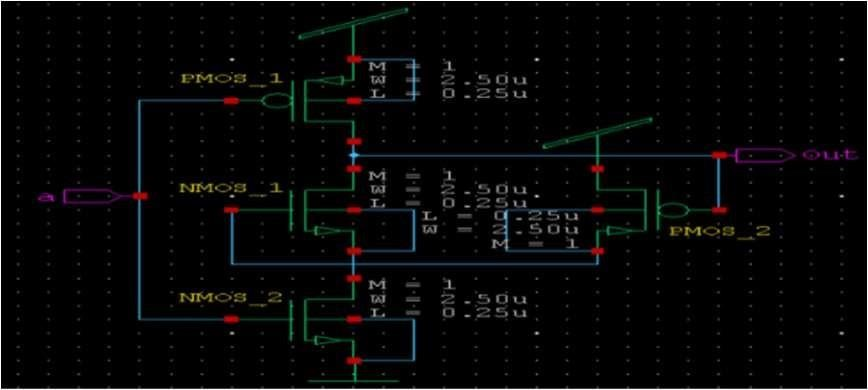 PMOS_1
M = 1
W = 2.50u
L = 0.25u
Out
a
NMOS_1
M = 1
W = 2.50u
L = 0.25u
L = 0.25u
W = 2.50u
M = 1
PMOS_2
NMOS_2
M = 1
W = 2.50u
L = 0.25u